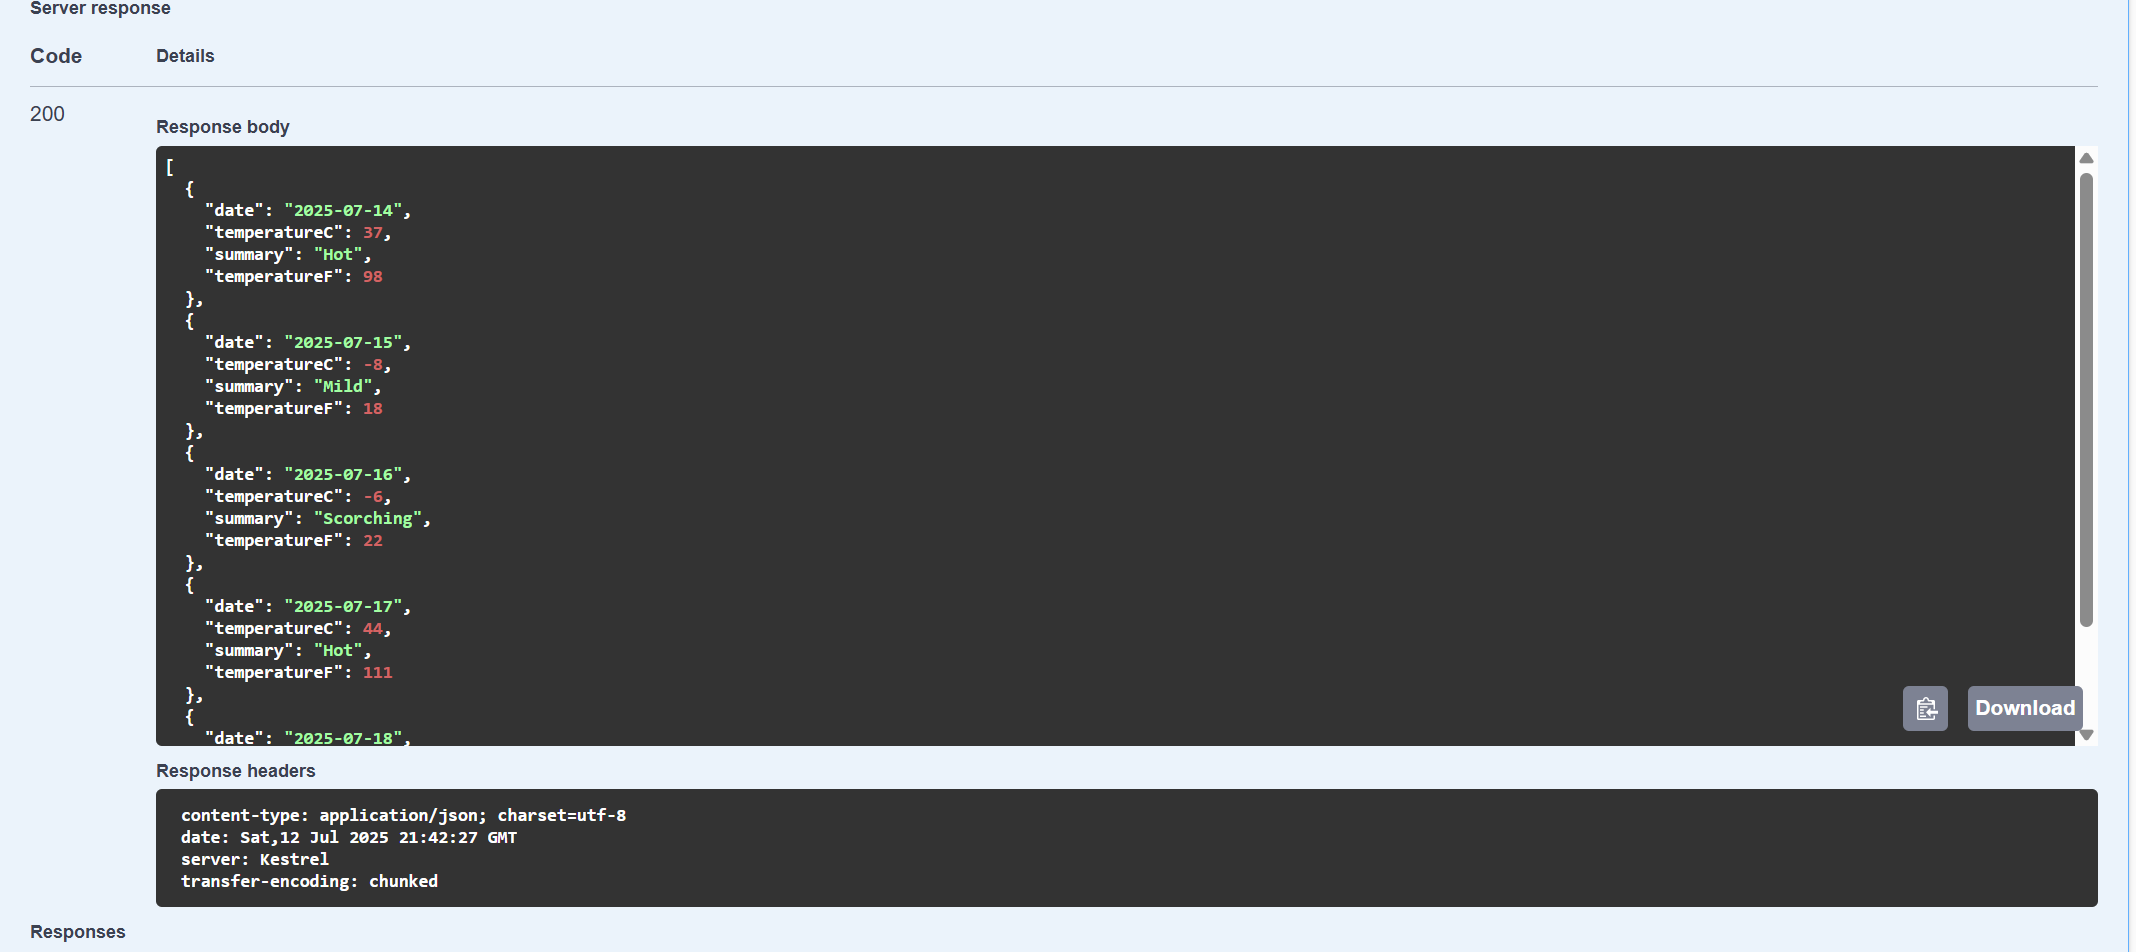 Server response
Code Details
200
Response body
[
  {
    "date": "2025-07-14",
    "temperatureC": 37,
    "summary": "Hot",
    "temperatureF": 98
  },
  {
    "date": "2025-07-15",
    "temperatureC": -8,
    "summary": "Mild",
    "temperatureF": 18
  },
  {
    "date": "2025-07-16",
    "temperatureC": -6,
    "summary": "Scorching",
    "temperatureF": 22
  },
  {
    "date": "2025-07-17",
    "temperatureC": 44,
    "summary": "Hot",
    "temperatureF": 111
  },
  {
    "date": "2025-07-18",
Download
Response headers
content-type: application/json; charset=utf-8
date: Sat,12 Jul 2025 21:42:27 GMT
server: Kestrel
transfer-encoding: chunked
Responses